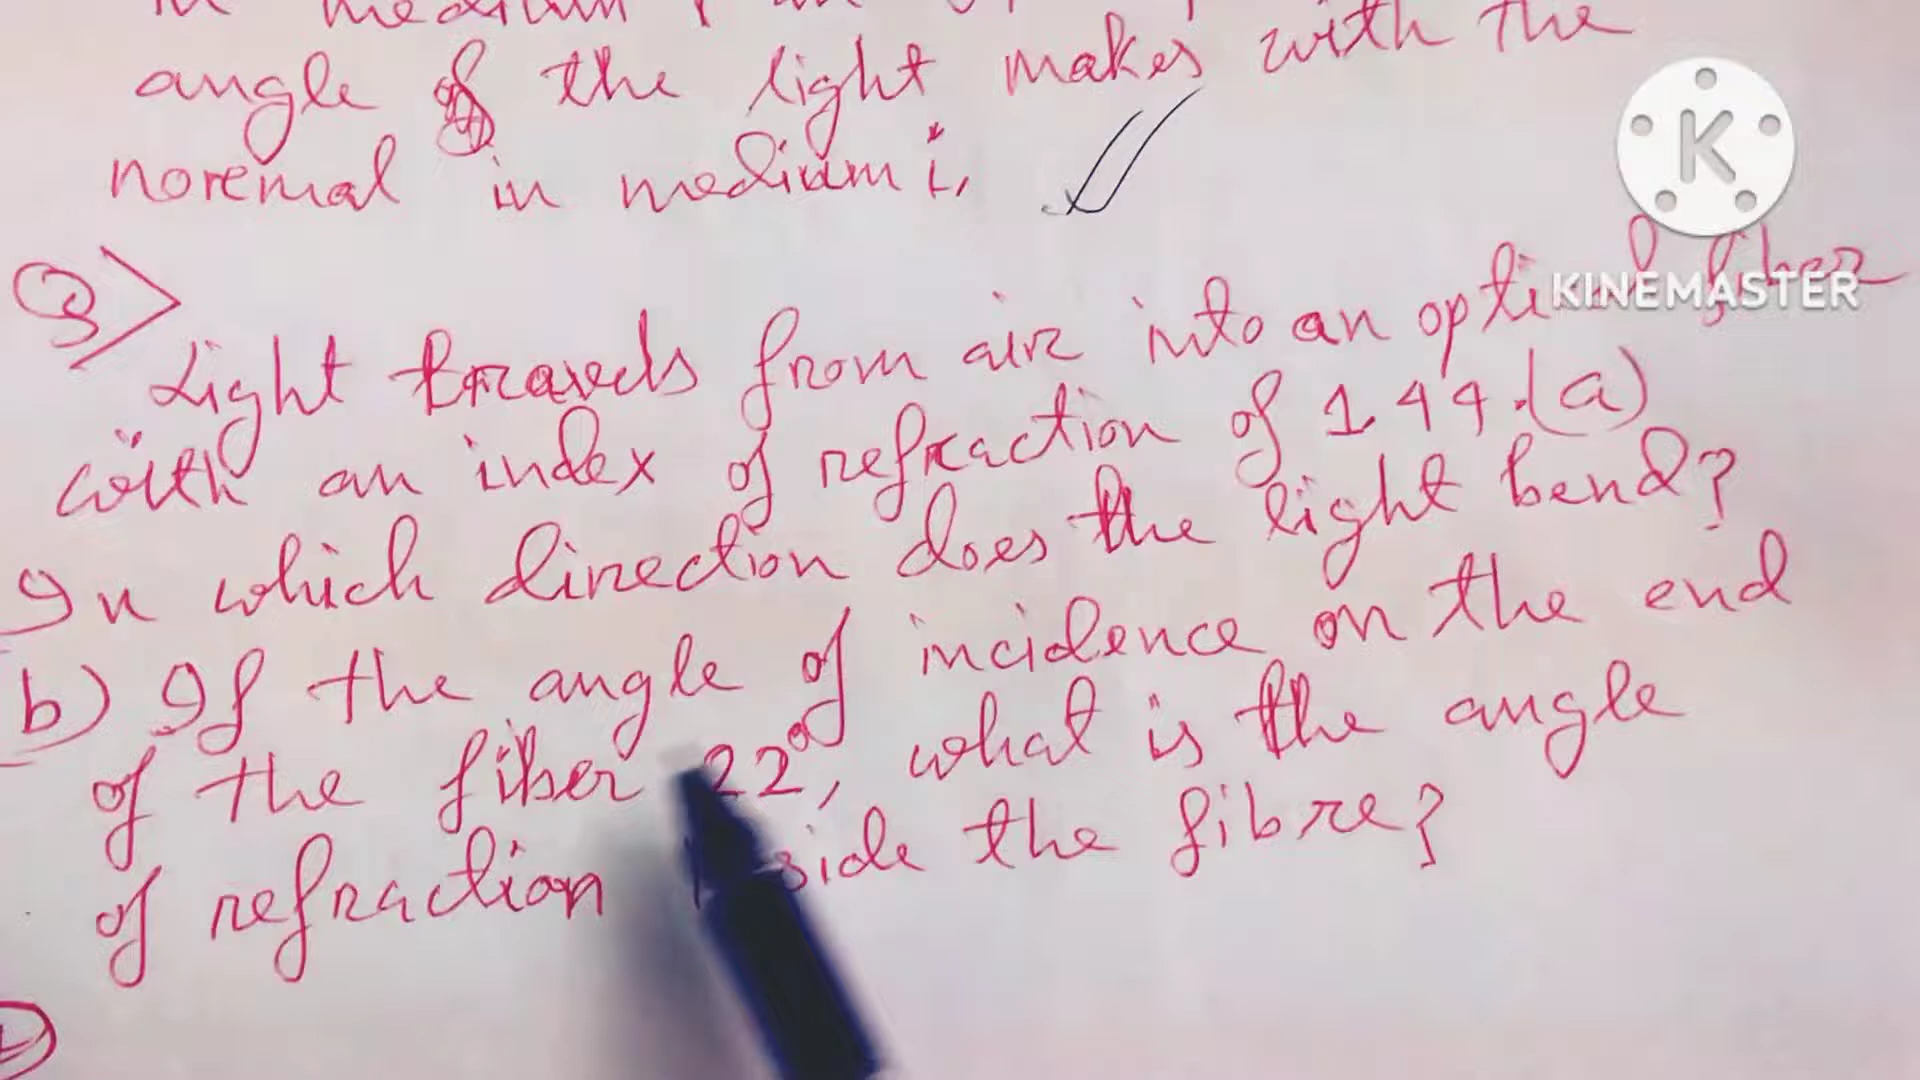 angle of the light makes with the
normal in medium i.
K
KINEMASTER
Q
Light travels from air into an optical fiber
with an index of refraction of 1.44.(a)
In which direction does the light bend?
b) If the angle of incidence on the end
of the fiber 22°, what is the angle
of refraction inside the fibre?